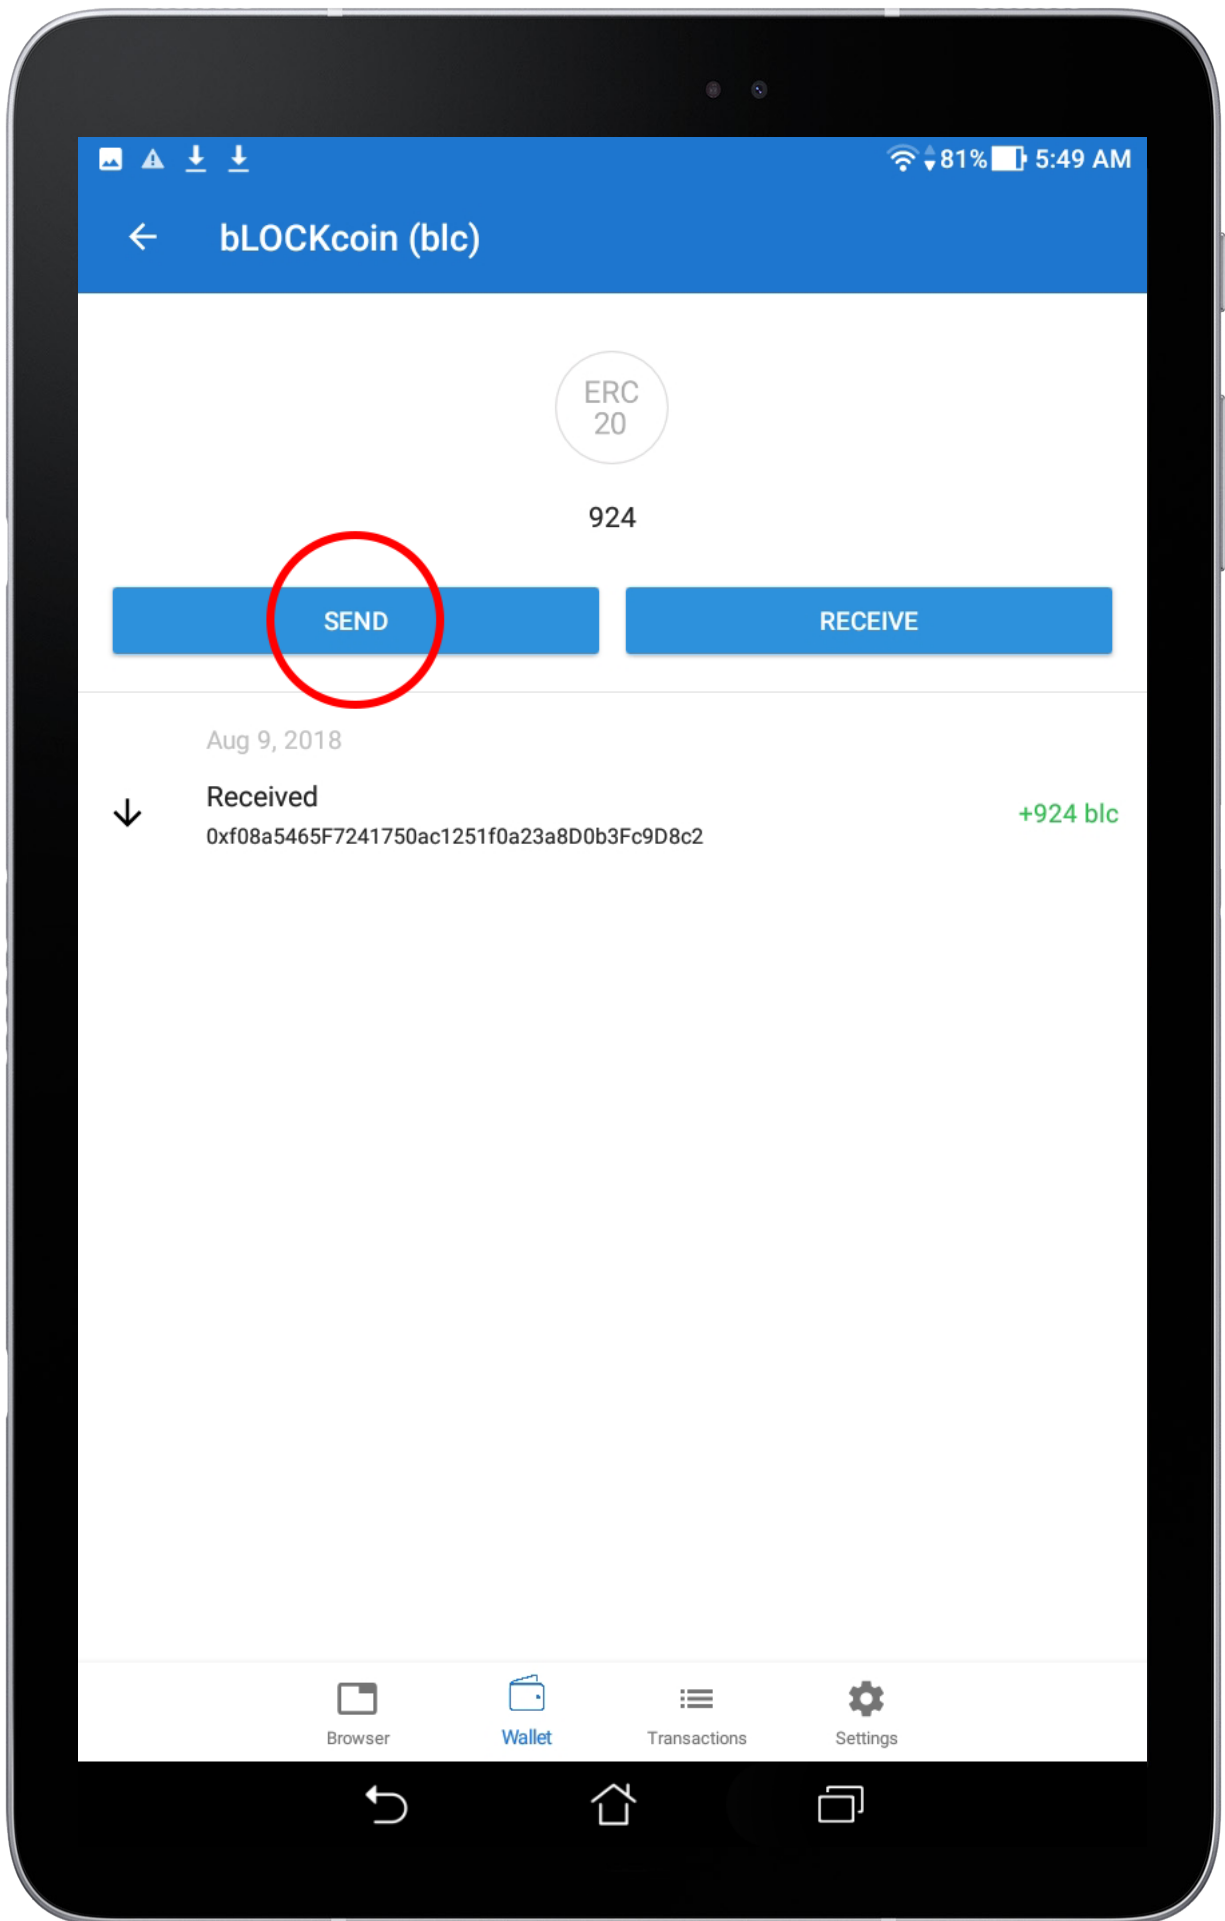 81% 5:49 AM
bLOCKcoin (blc)
ERC
20
924
SEND RECEIVE
Aug 9, 2018
Received
+924 blc
0xf08a5465F7241750ac1251f0a23a8D0b3Fc9D8c2
Browser Wallet Transactions Settings